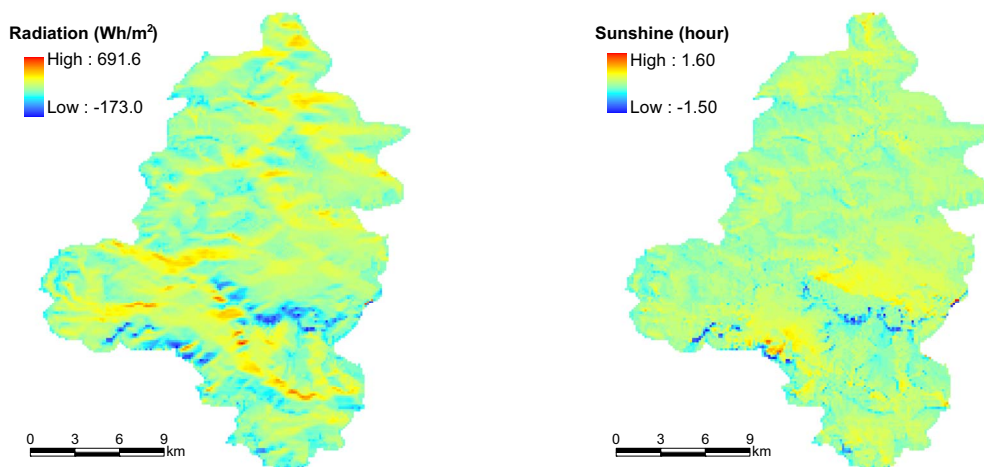 Radiation (Wh/m²)
High : 691.6
Low : -173.0
0 3 6 9
km
Sunshine (hour)
High : 1.60
Low : -1.50
0 3 6 9
km